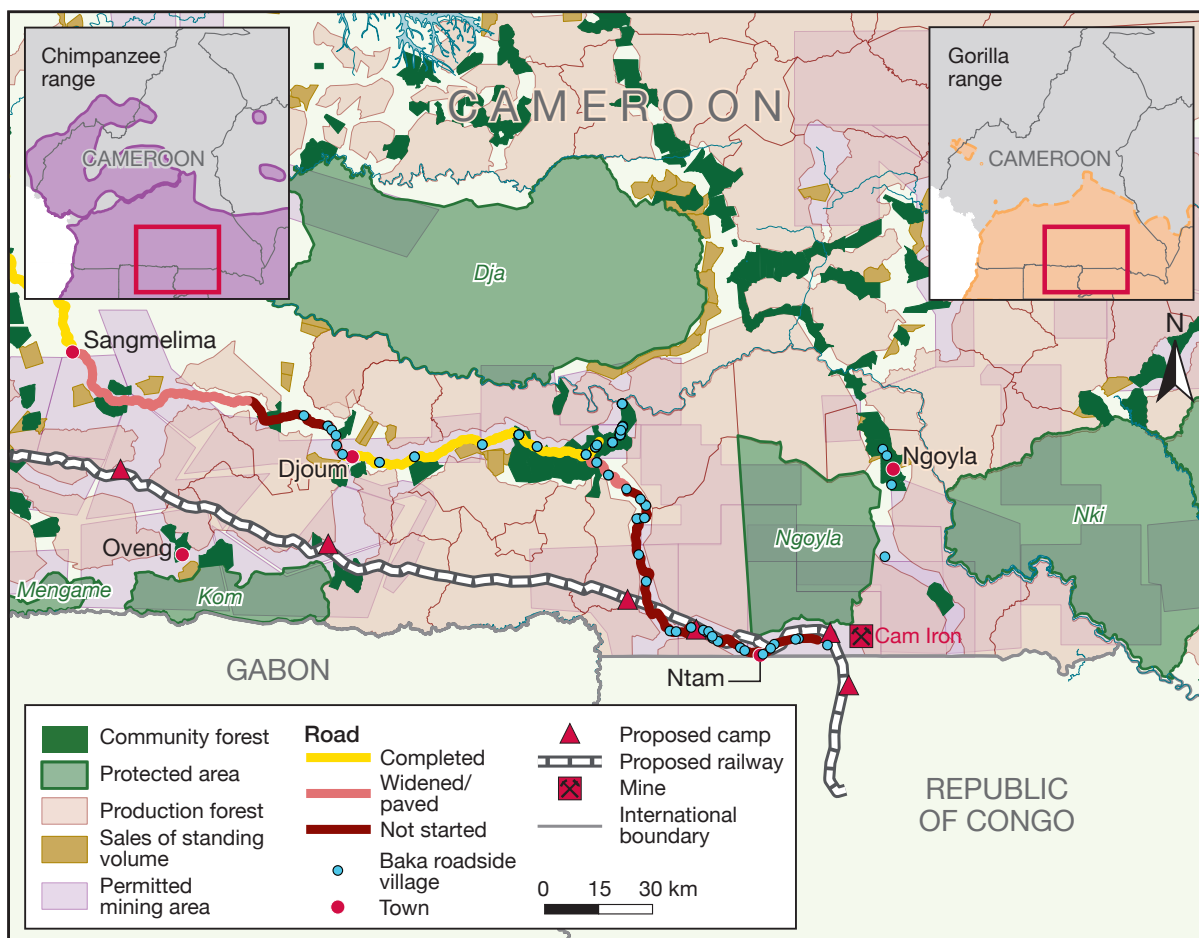 Chimpanzee
range
CAMEROON
CAMEROON
Gorilla
range
CAMEROON
Dja
N
Sangmelima
Djoum
Ngoyla
Oveng
Nki
Ngoyla
Mengame
Kom
Cam Iron
GABON
Ntam
REPUBLIC
OF CONGO
Community forest
Protected area
Production forest
Sales of standing
volume
Permitted
mining area
Road
Completed
Widened/
paved
Not started
Baka roadside
village
Town
Proposed camp
Proposed railway
Mine
International
boundary
0 15 30 km